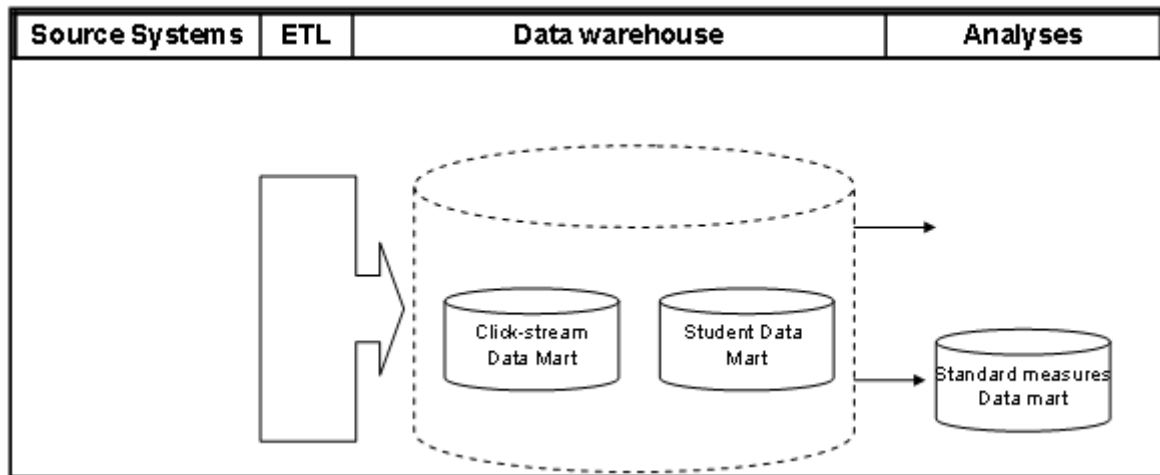 Source Systems
ETL
Data warehouse
Analyses
Click-stream
Data Mart
Student Data
Mart
Standard measures
Data mart